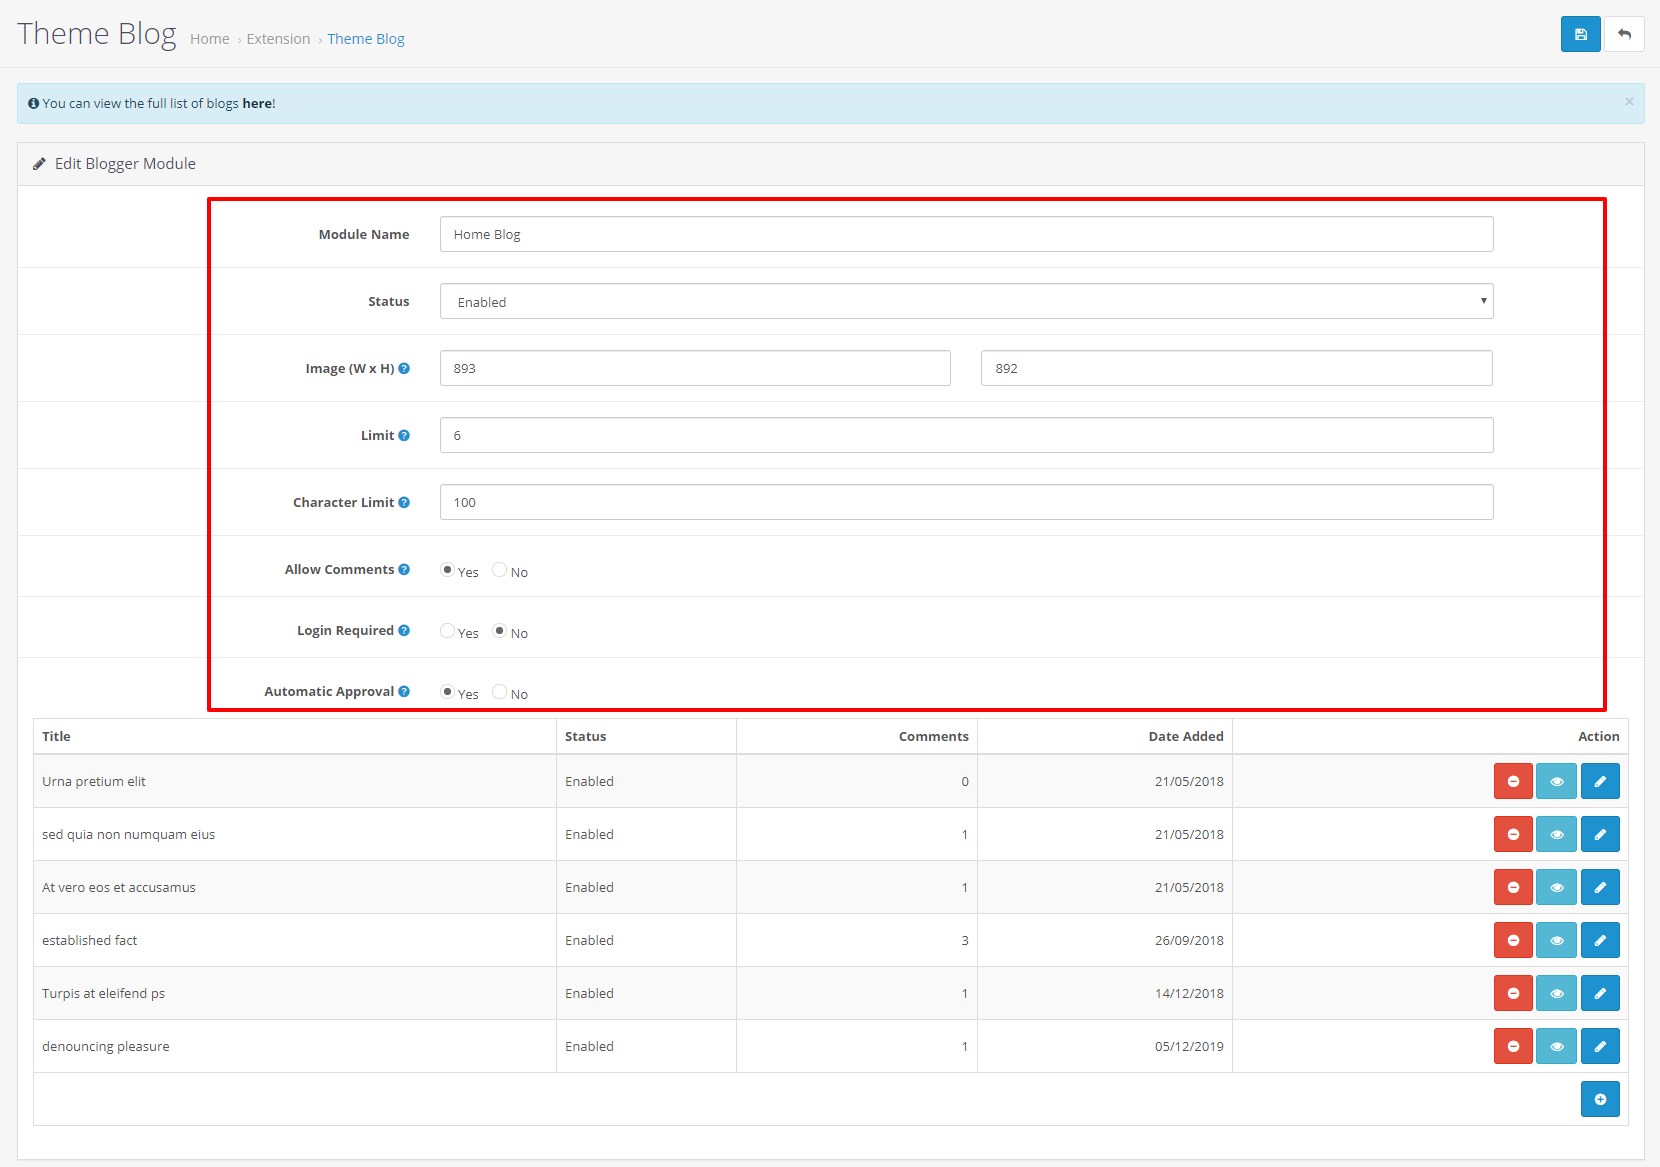 Theme Blog Home › Extension › Theme Blog
You can view the full list of blogs here!
×
Edit Blogger Module
Module Name Home Blog
Status Enabled
Image (W x H) 893 892
Limit 6
Character Limit 100
Allow Comments Yes No
Login Required Yes No
Automatic Approval Yes No
Title Status Comments Date Added Action
Urna pretium elit Enabled 0 21/05/2018
sed quia non numquam eius Enabled 1 21/05/2018
At vero eos et accusamus Enabled 1 21/05/2018
established fact Enabled 3 26/09/2018
Turpis at eleifend ps Enabled 1 14/12/2018
denouncing pleasure Enabled 1 05/12/2019